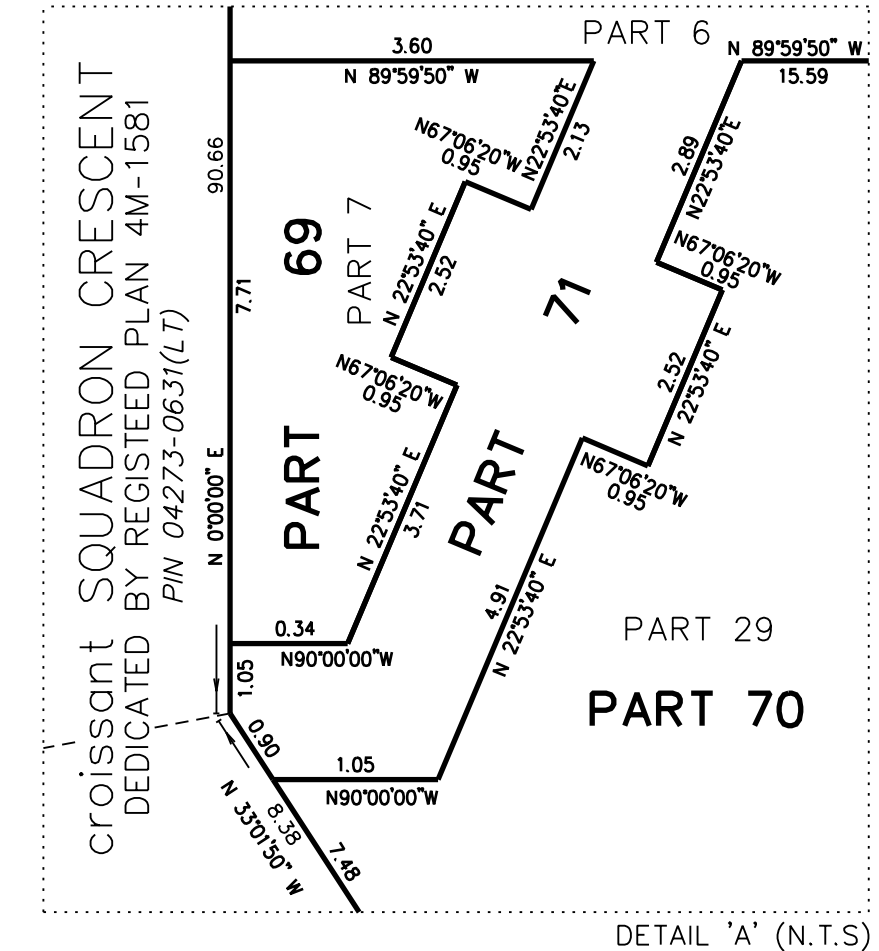 PART 6
3.60
N 89°59'50" W
N 89°59'50" W
15.59
croissant SQUADRON CRESCENT
DEDICATED BY REGISTEED PLAN 4M-1581
PIN 04273-0631(LT)
90.66
7.71
N 0°00'00" E
N67°06'20"W
0.95
N22°53'40"E
2.13
2.89
N22°53'40"E
PART 69
PART 7
N 22°53'40" E
2.52
N67°06'20"W
0.95
PART 71
2.52
N 22°53'40" E
N67°06'20"W
0.95
N 22°53'40" E
3.71
N67°06'20"W
0.95
4.91
N 22°53'40" E
0.34
N90°00'00"W
1.05
PART 29
PART 70
0.90
1.05
N90°00'00"W
N 33°01'50" W
8.38
7.48
DETAIL 'A' (N.T.S)